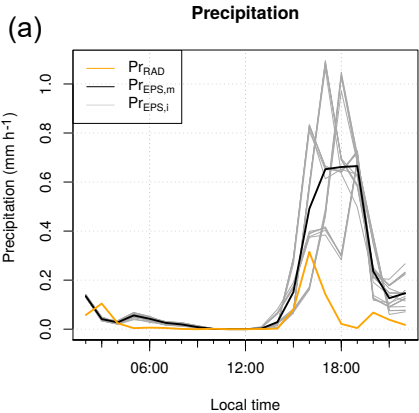 Precipitation
(a)
Pr_RAD
Pr_EPS,m
Pr_EPS,i
1.0
0.8
0.6
0.4
0.2
0.0
Precipitation (mm h⁻¹)
06:00 12:00 18:00
Local time